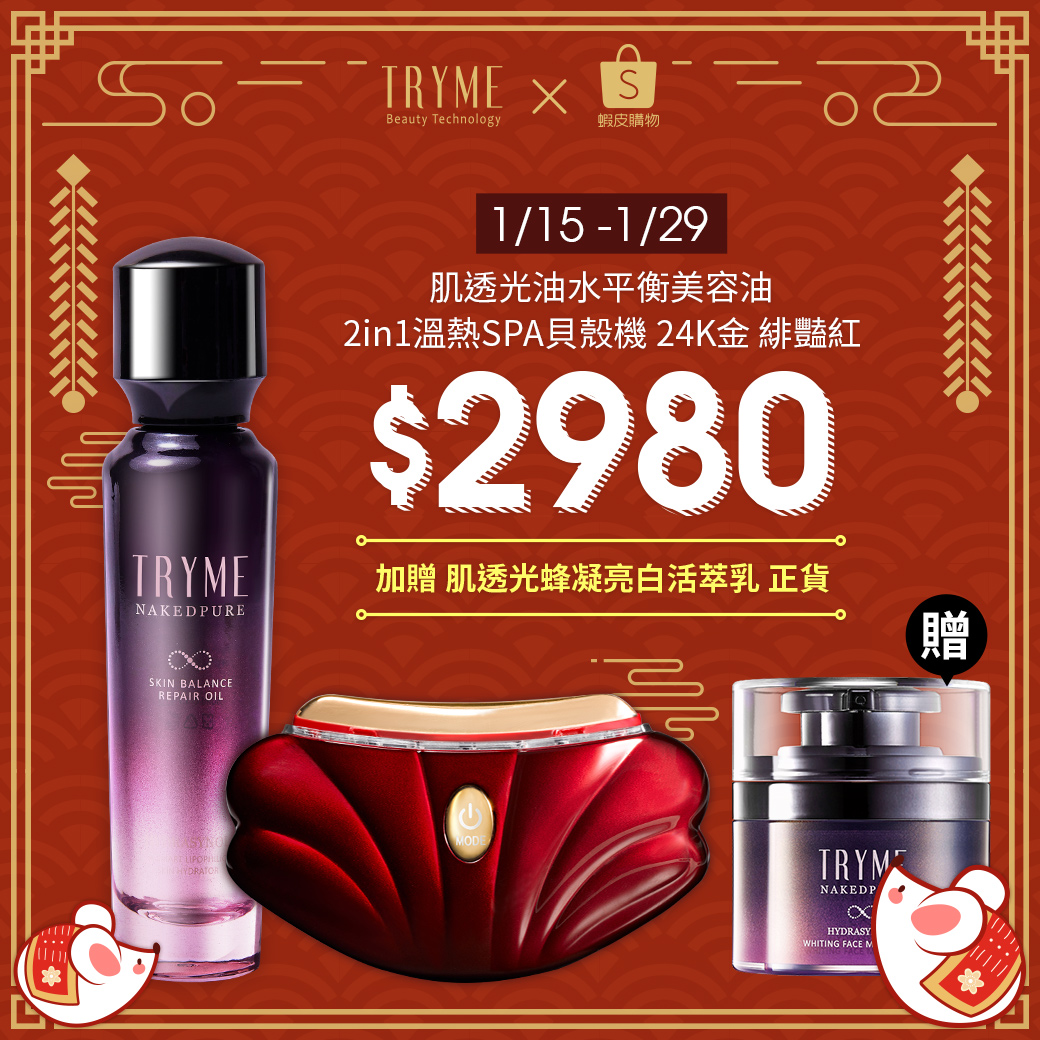 TRYME
Beauty Technology
×
S
蝦皮購物
1/15 -1/29
肌透光油水平衡美容油
2in1溫熱SPA貝殼機 24K金 緋豔紅
$2980
加贈 肌透光蜂凝亮白活萃乳 正貨
贈
TRYME
NAKEDPURE
SKIN BALANCE
REPAIR OIL
MODE
TRYME
NAKEDP
HYDRASY
WHITING FACE M